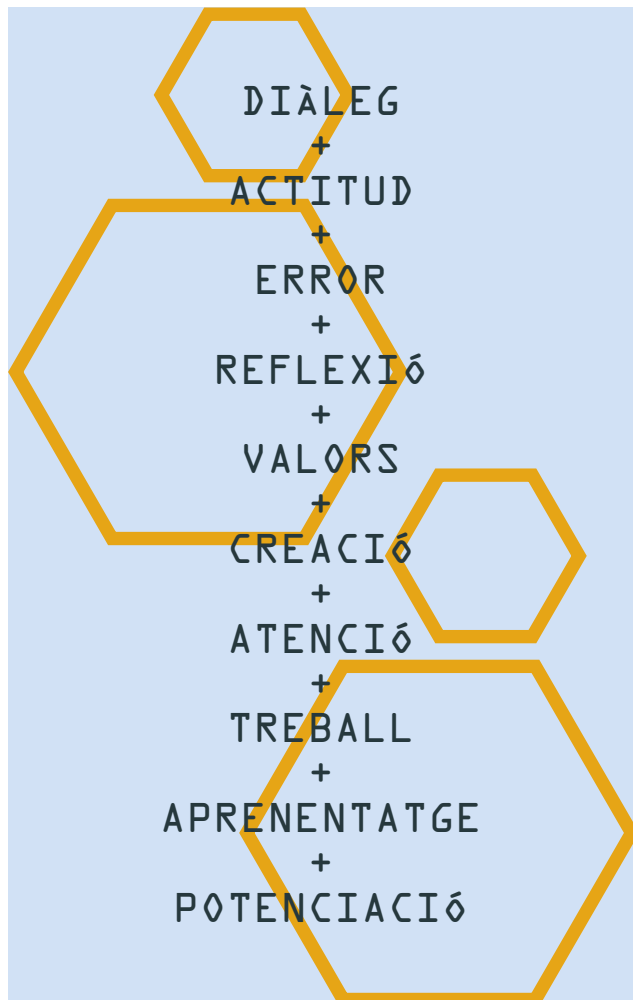 DIÀLEG
+
ACTITUD
+
ERROR
+
REFLEXIÓ
+
VALORS
+
CREACIÓ
+
ATENCIÓ
+
TREBALL
+
APRENENTATGE
+
POTENCIACIÓ